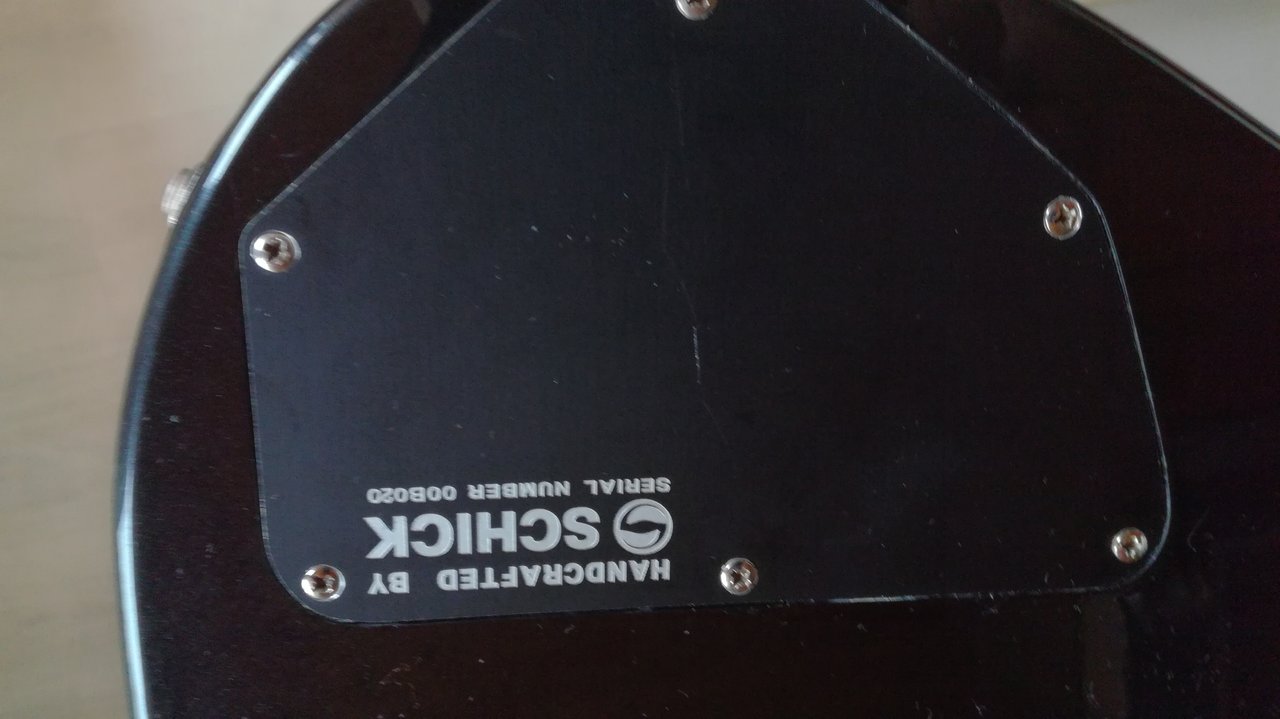 HANDCRAFTED BY
SCHICK
SERIAL NUMBER 00B020